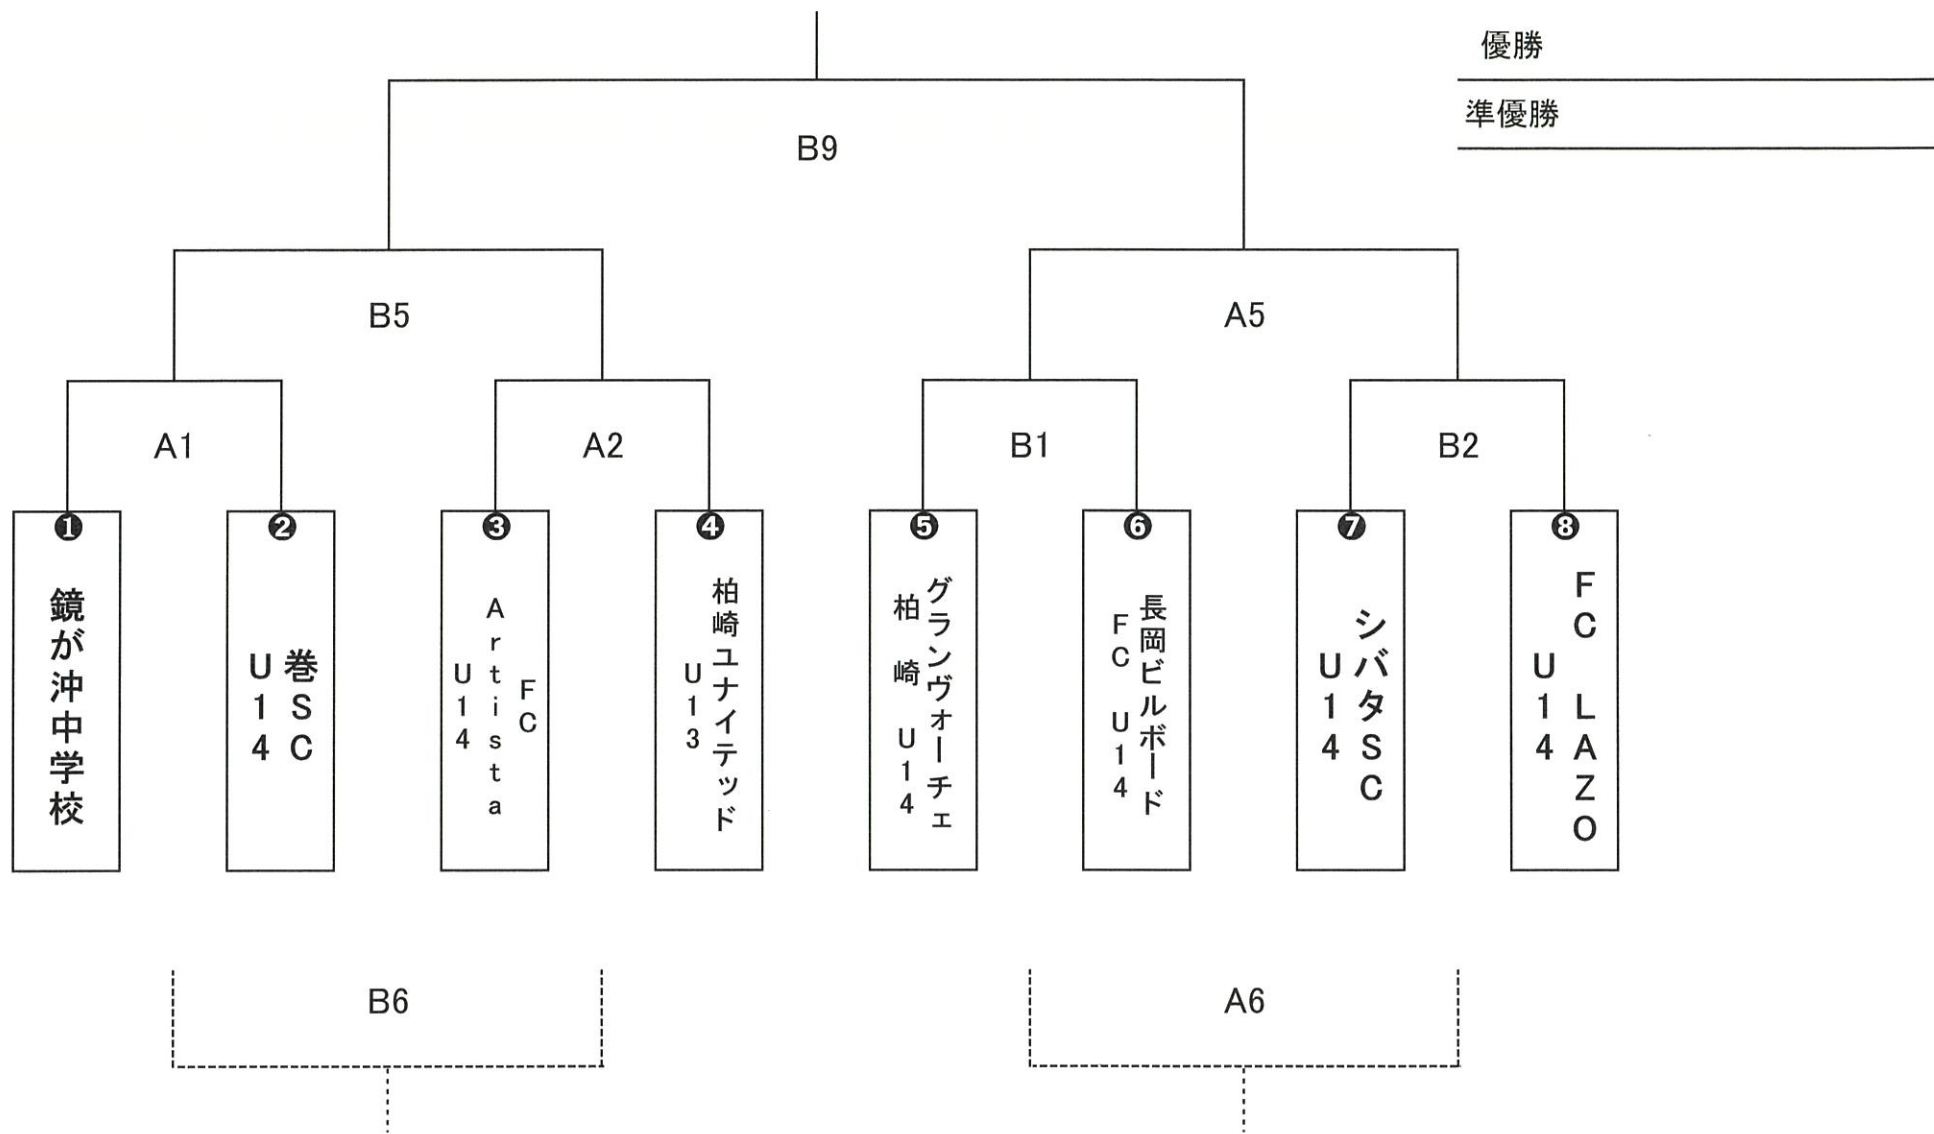 優勝
準優勝
B9
B5
A5
A1
A2
B1
B2
❶
鏡が沖中学校
❷
巻SC
U14
❸
FC
Artista
U14
❹
柏崎ユナイテッド
U13
❺
グランヴォーチェ
柏崎 U14
❻
長岡ビルボード
FC U14
❼
シバタSC
U14
❽
FC LAZO
U14
B6
A6